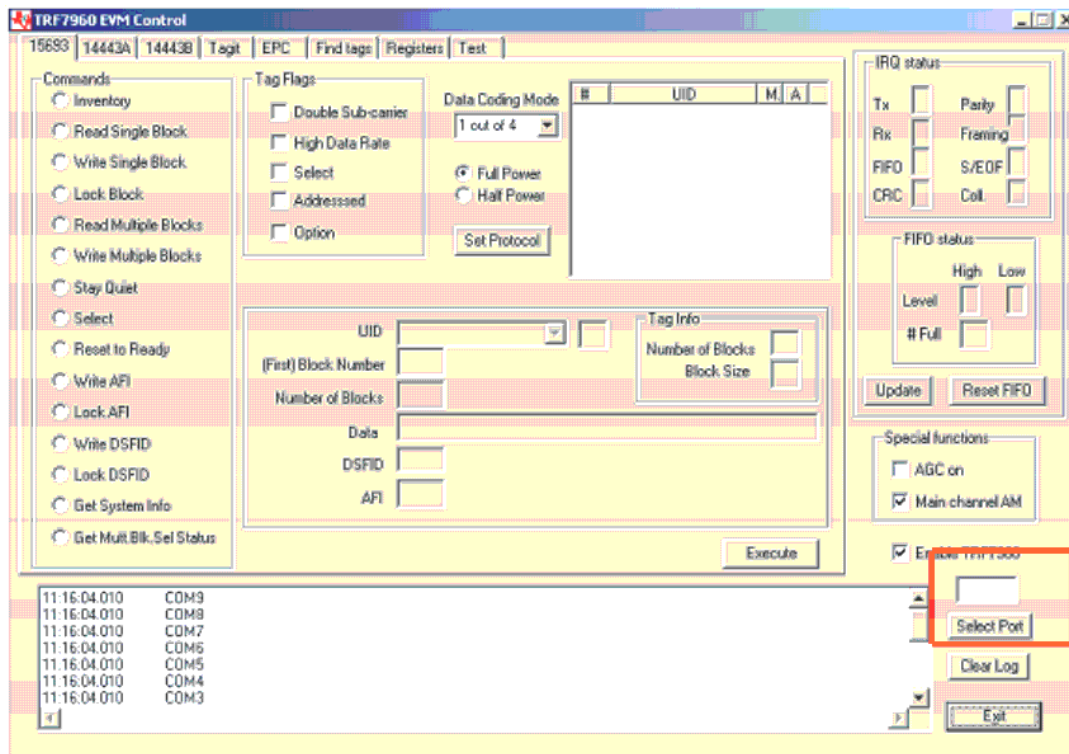 TRF7960 EVM Control
15693 14443A 14443B Tagit EPC Find tags Registers Test
Commands
Inventory
Read Single Block
Write Single Block
Lock Block
Read Multiple Blocks
Write Multiple Blocks
Stay Quiet
Select
Reset to Ready
Write AFI
Lock AFI
Write DSFID
Lock DSFID
Get System Info
Get Mult.Blk.Sel Status
Tag Flags
Double Sub-carrier
High Data Rate
Select
Addresssed
Option
Data Coding Mode
1 out of 4
Full Power
Half Power
Set Protocol
# UID M. A
UID
(First) Block Number
Number of Blocks
Data
DSFID
AFI
Tag Info
Number of Blocks
Block Size
Execute
IRQ status
Tx Parity
Rx Framing
FIFO S/EOF
CRC Coll.
FIFO status
High Low
Level
# Full
Update Reset FIFO
Special functions
AGC on
Main channel AM
Enable TRF7960
Select Port
Clear Log
Exit
11:16:04.010 COM9
11:16:04.010 COM8
11:16:04.010 COM7
11:16:04.010 COM6
11:16:04.010 COM5
11:16:04.010 COM4
11:16:04.010 COM3